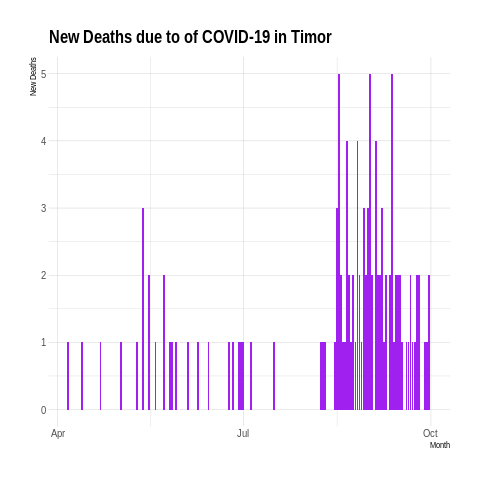 New Deaths due to of COVID-19 in Timor
New Deaths
5
4
3
2
1
0
Apr
Jul
Oct
Month